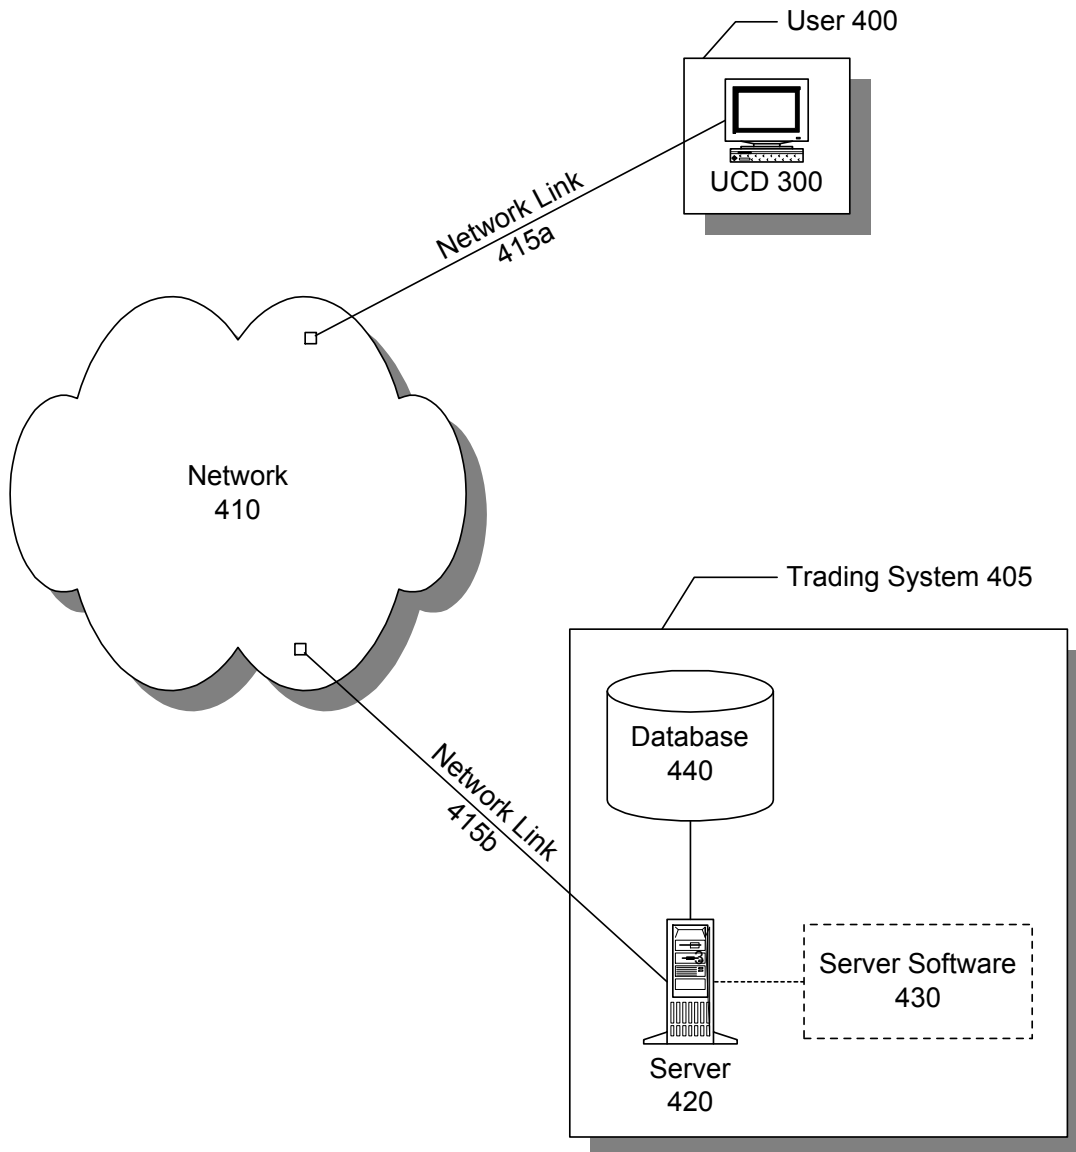 User 400
UCD 300
Network Link
415a
Network
410
Trading System 405
Database
440
Network Link
415b
Server Software
430
Server
420